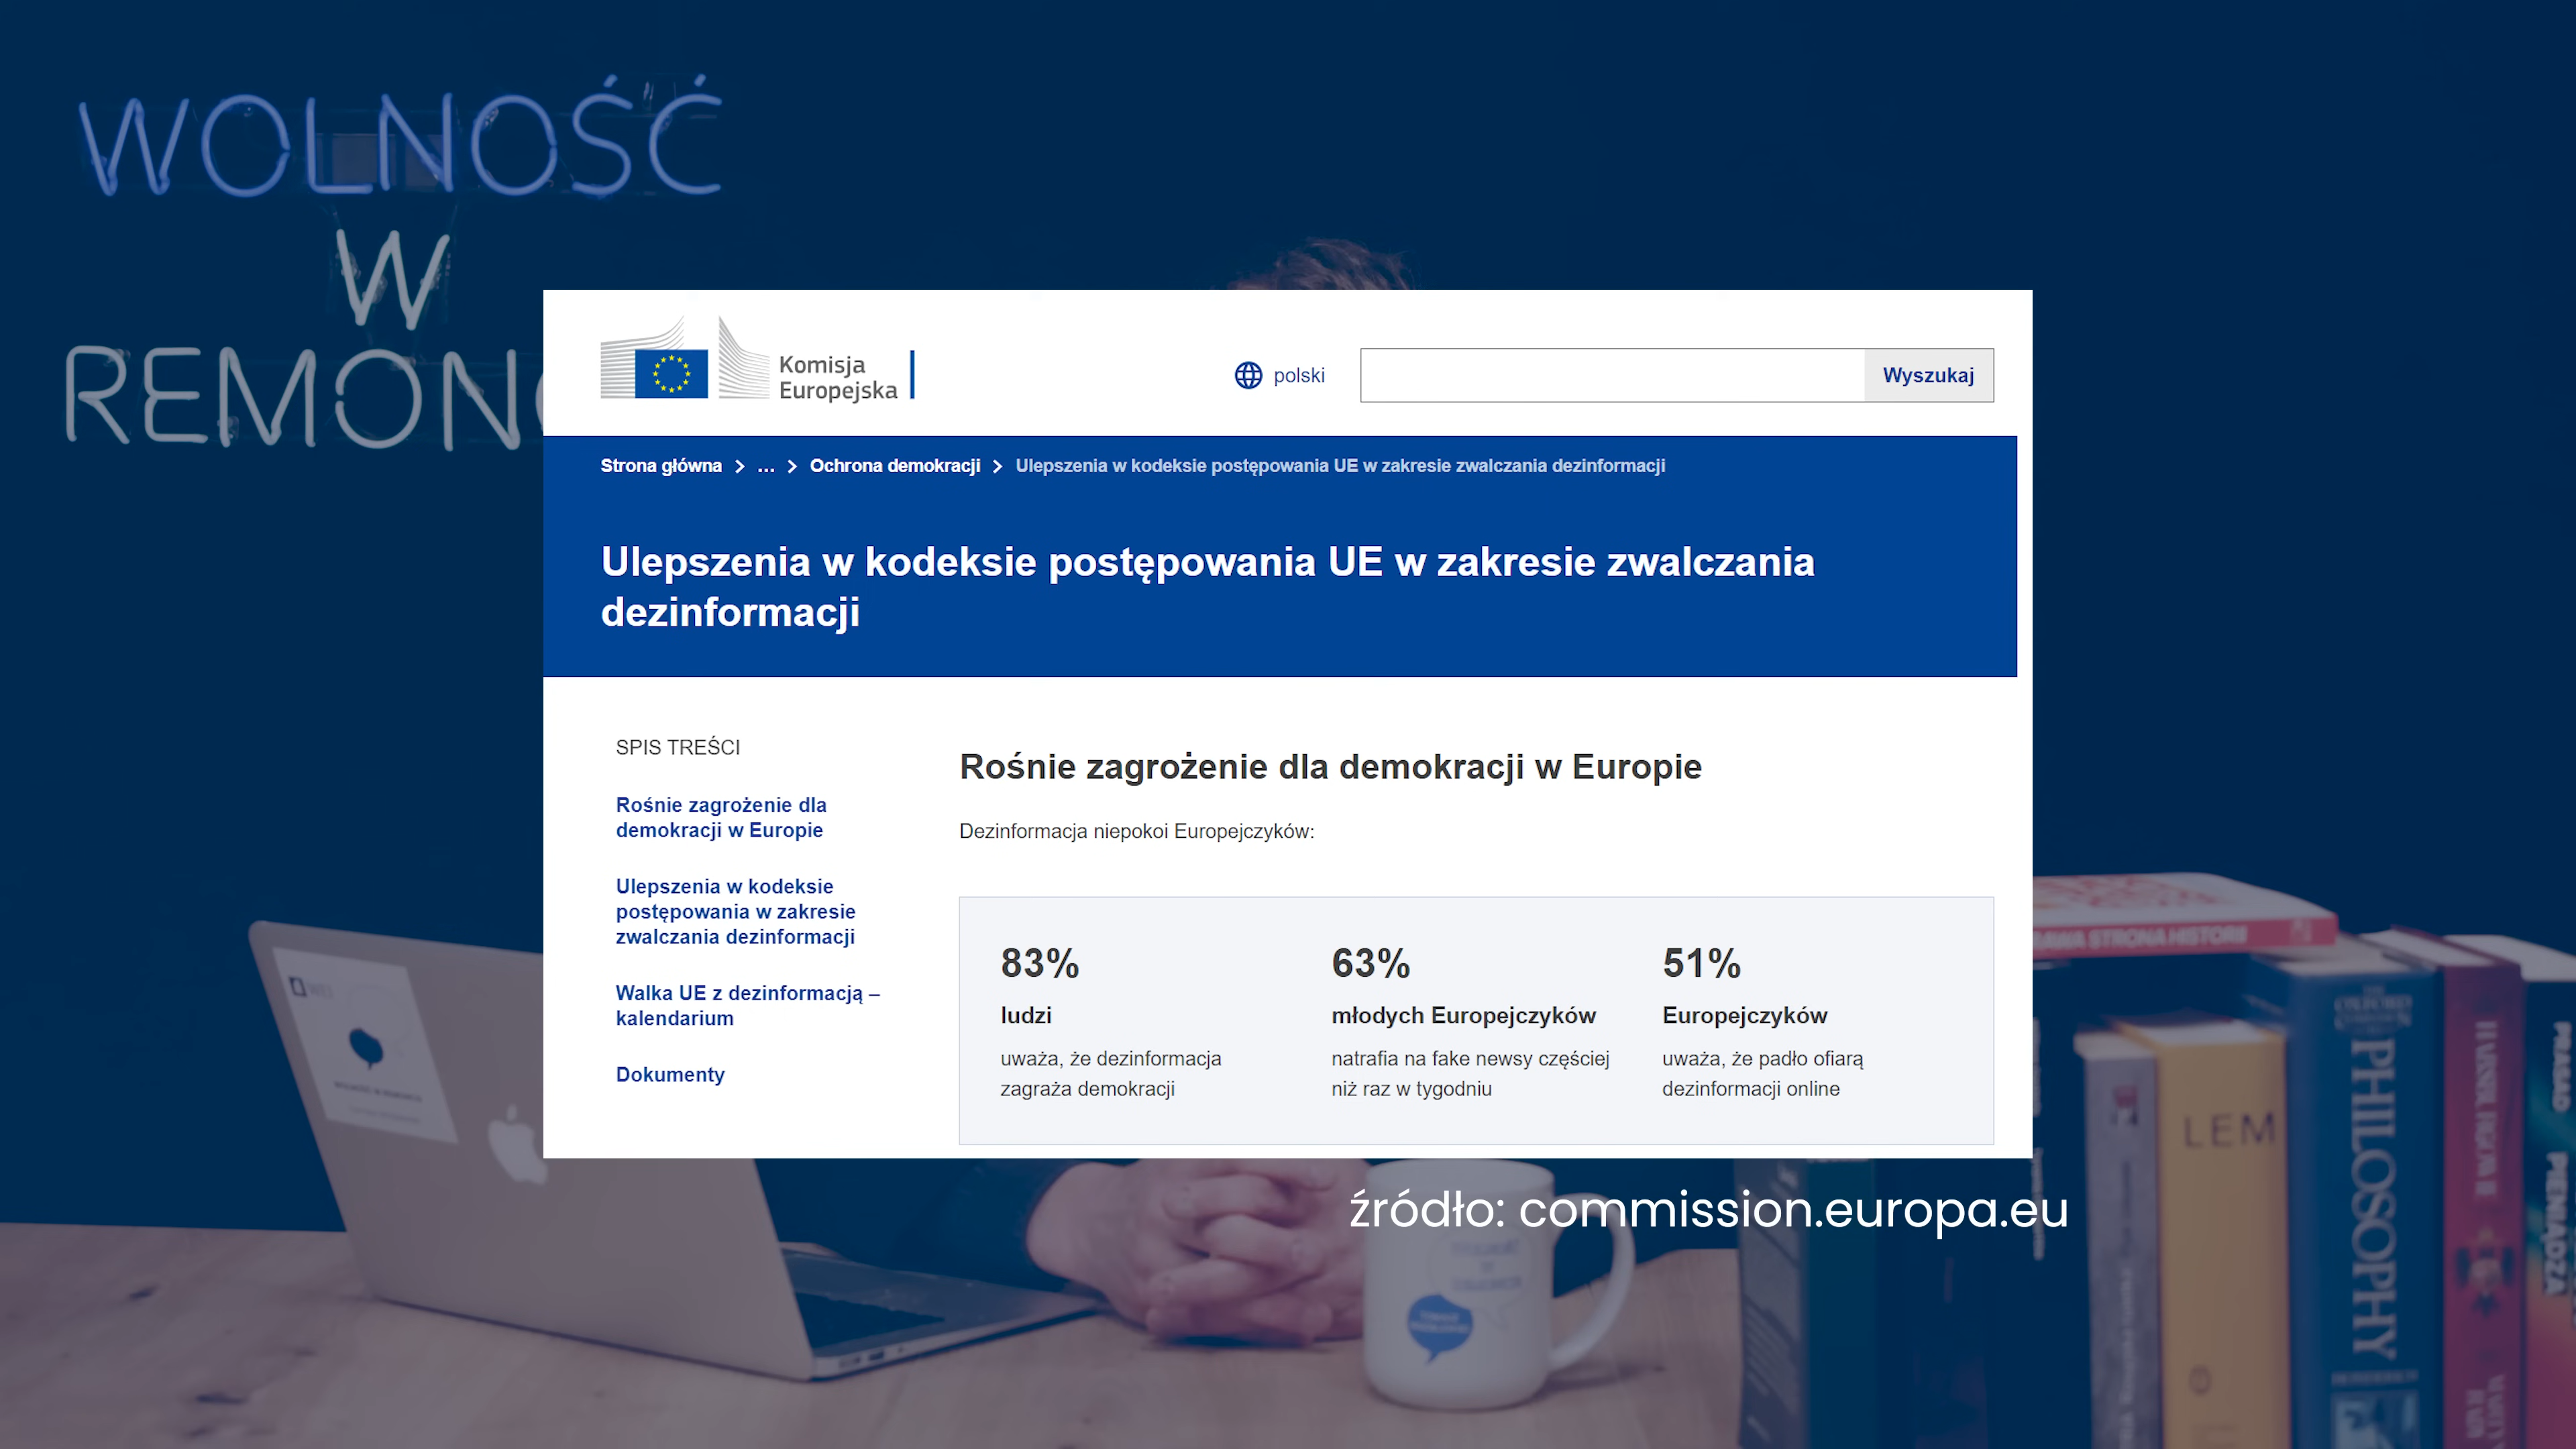 WOLNOŚĆ
W
REMON
Komisja
Europejska
polski
Wyszukaj
Strona główna > ... > Ochrona demokracji > Ulepszenia w kodeksie postępowania UE w zakresie zwalczania dezinformacji
Ulepszenia w kodeksie postępowania UE w zakresie zwalczania
dezinformacji
SPIS TREŚCI
Rośnie zagrożenie dla
demokracji w Europie
Ulepszenia w kodeksie
postępowania w zakresie
zwalczania dezinformacji
Walka UE z dezinformacją –
kalendarium
Dokumenty
Rośnie zagrożenie dla demokracji w Europie
Dezinformacja niepokoi Europejczyków:
83%
ludzi
uważa, że dezinformacja
zagraża demokracji
63%
młodych Europejczyków
natrafia na fake newsy częściej
niż raz w tygodniu
51%
Europejczyków
uważa, że padło ofiarą
dezinformacji online
źródło: commission.europa.eu
STRONA HISTORII
LEM
OXFORD
PHILOSOPHY